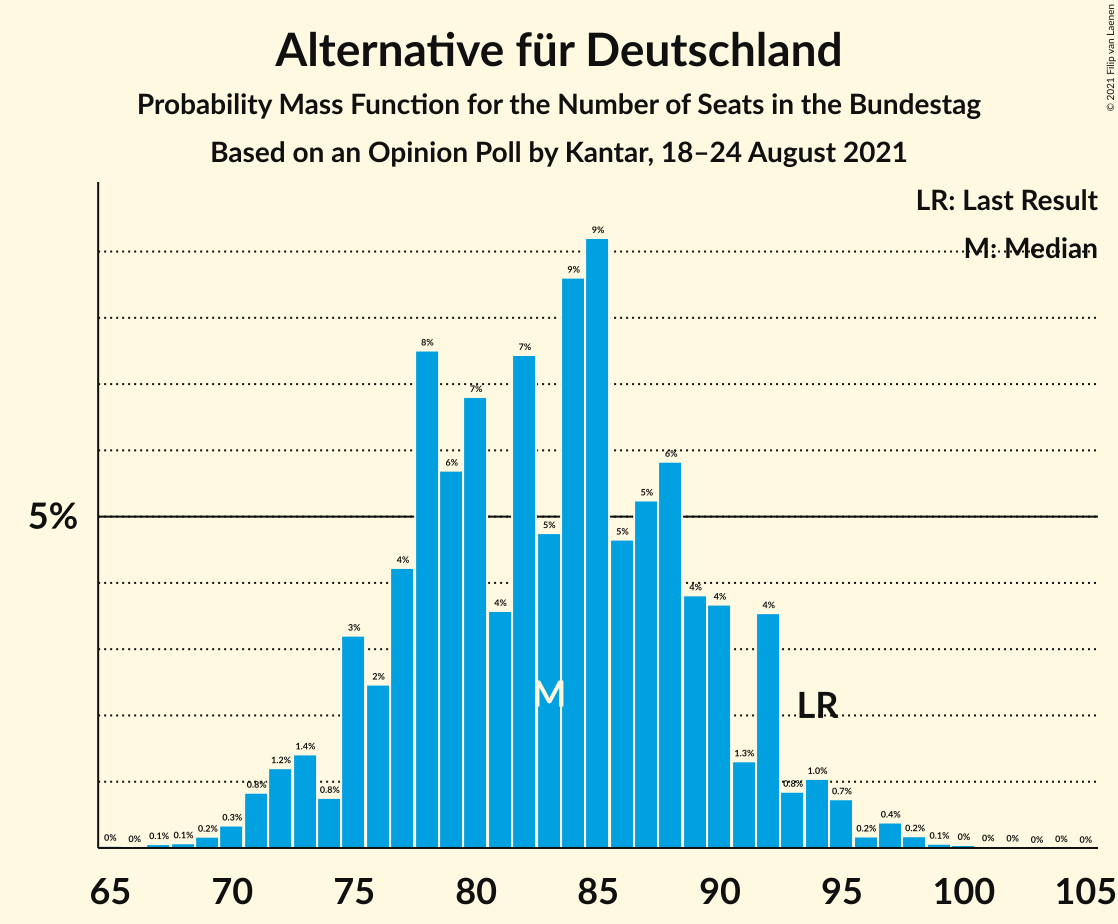 Alternative für Deutschland
Probability Mass Function for the Number of Seats in the Bundestag
Based on an Opinion Poll by Kantar, 18–24 August 2021
© 2021 Filip van Laenen
LR: Last Result
M: Median
5%
0% 0% 0.1% 0.1% 0.2% 0.3% 0.8% 1.2% 1.4% 0.8% 3% 2% 4% 8% 6% 7% 4% 7% 5% 9% 9% 5% 5% 6% 4% 4% 1.3% 4% 0.8% 1.0% 0.7% 0.2% 0.4% 0.2% 0.1% 0% 0% 0% 0% 0% 0%
M
LR
65 70 75 80 85 90 95 100 105